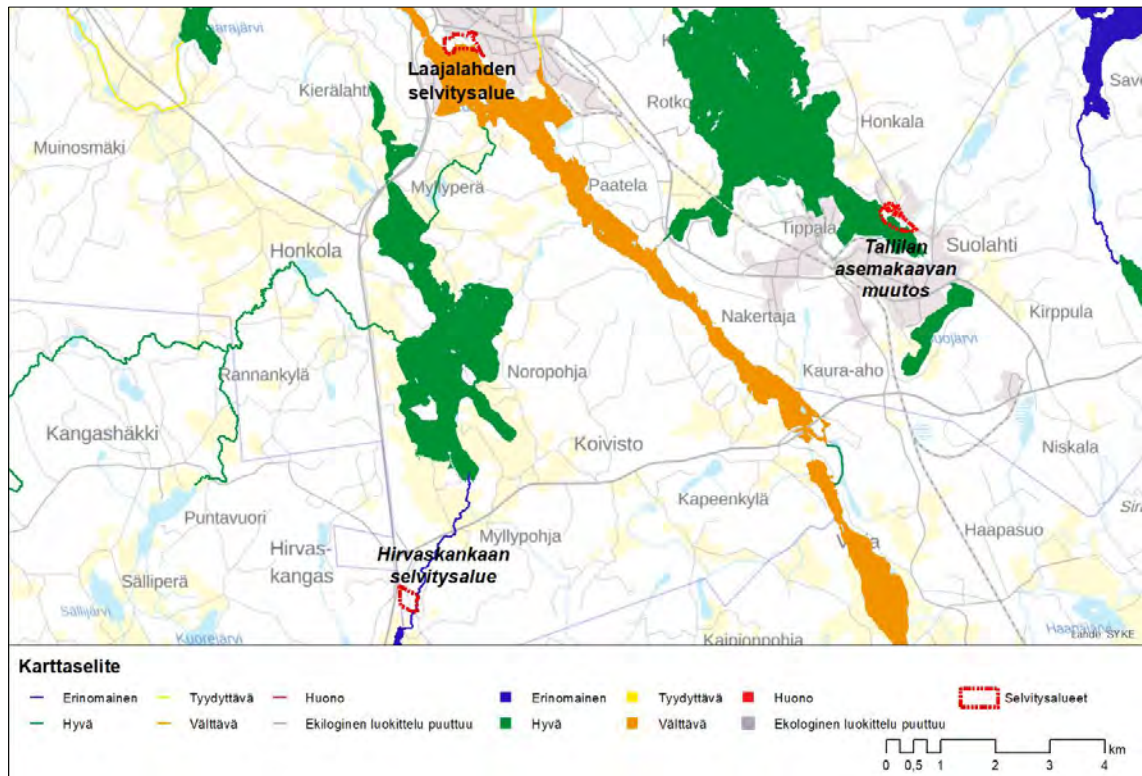 Kierälahti
Laajalahden
selvitysalue
Rotko
Honkala
Muinosmäki
Myllyperä
Paatela
Tippala
Suolahti
Honkola
Tallilan
asemakaavan
muutos
Nakertaja
Kirppula
Rannankylä
Noropohja
Kaura-aho
Kangashäkki
Koivisto
Niskala
Kapeenkylä
Puntavuori
Hirvas-
kangas
Myllypohja
Haapasuo
Hirvaskankaan
selvitysalue
Sälliperä
Sällijärvi
Kuorejärvi
Kaipionpohja
Lähde: SYKE
Karttaselite
Erinomainen Tyydyttävä Huono Erinomainen Tyydyttävä Huono Selvitysalueet
Hyvä Välttävä Ekiloginen luokittelu puuttuu Hyvä Välttävä Ekologinen luokittelu puuttuu
km
0 0,5 1 2 3 4